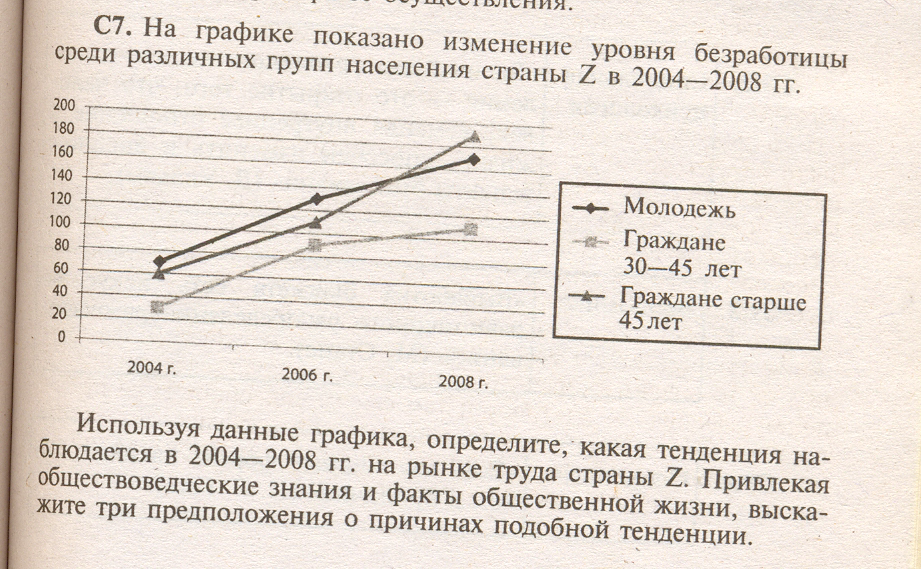 осуществления.
С7. На графике показано изменение уровня безработицы
среди различных групп населения страны Z в 2004—2008 гг.
200
180
160
140
120
100
80
60
40
20
0
2004 г.
2006 г.
2008 г.
Молодежь
Граждане
30—45 лет
Граждане старше
45 лет
Используя данные графика, определите, какая тенденция на-
блюдается в 2004—2008 гг. на рынке труда страны Z. Привлекая
обществоведческие знания и факты общественной жизни, выска-
жите три предположения о причинах подобной тенденции.